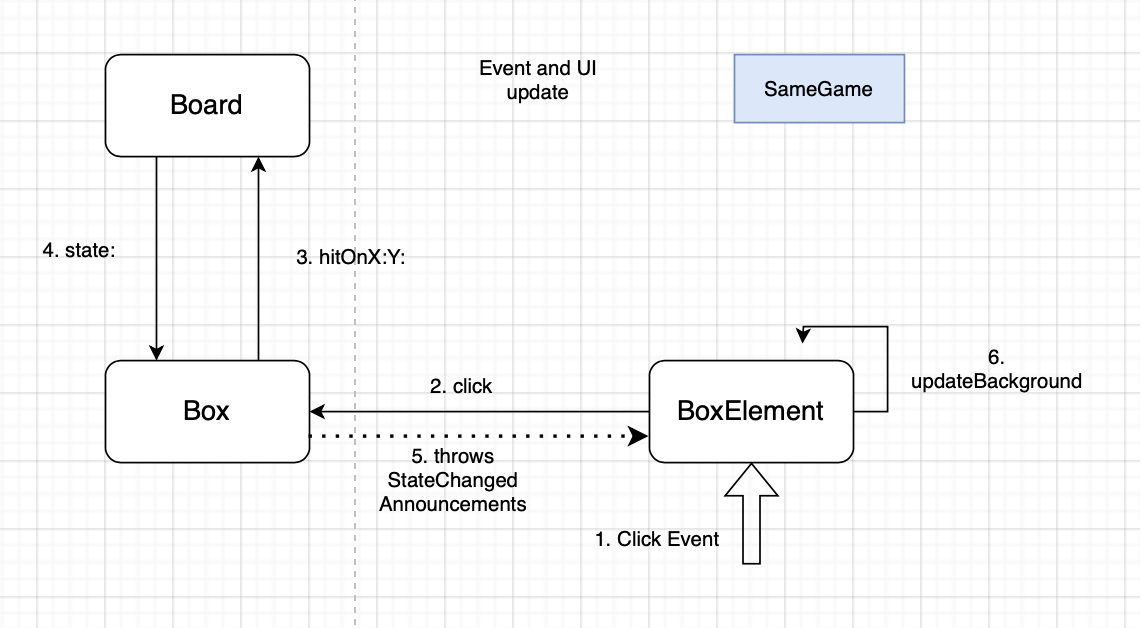 Event and UI
update
SameGame
Board
4. state:
3. hitOnX:Y:
6.
updateBackground
2. click
Box
BoxElement
5. throws
StateChanged
Announcements
1. Click Event